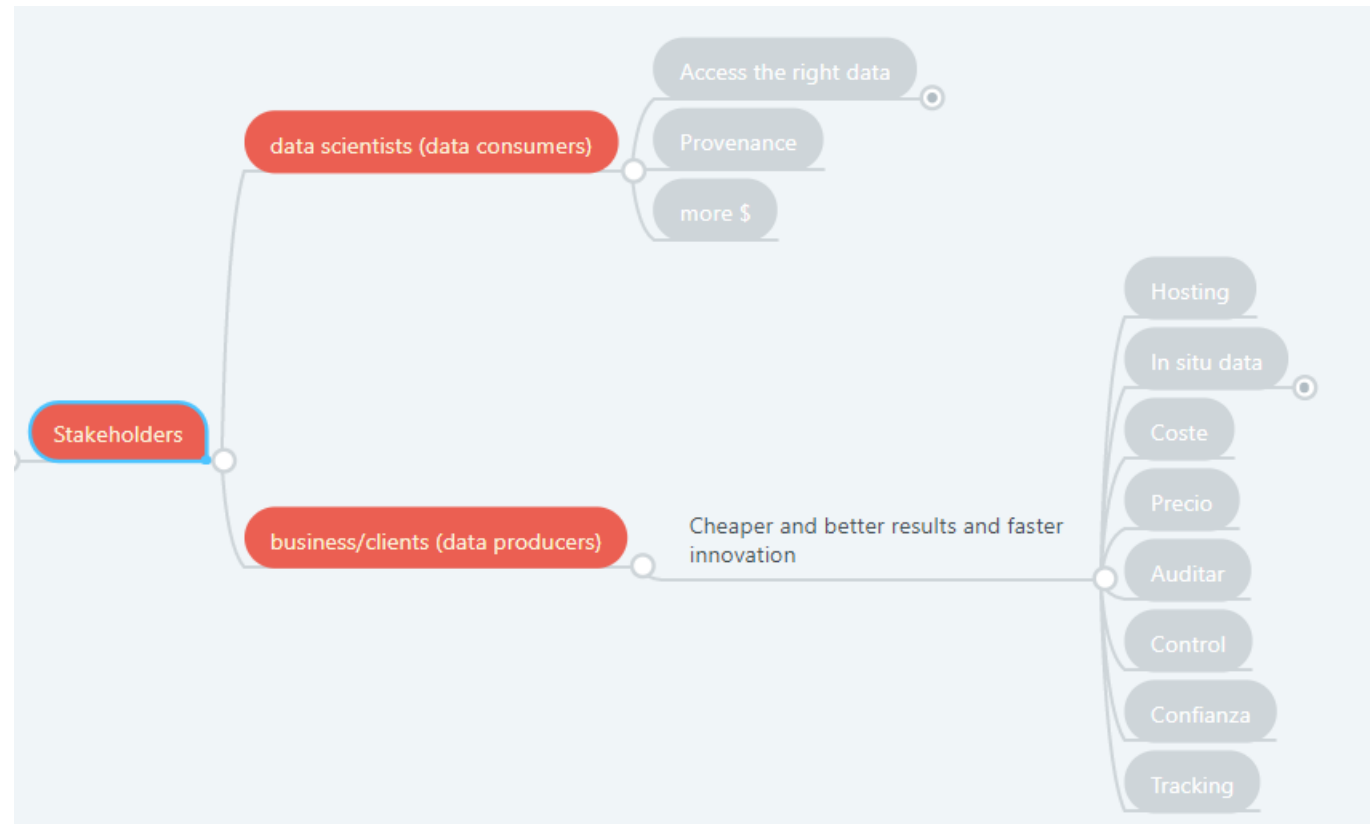 Access the right data
data scientists (data consumers)
Provenance
more $
Hosting
In situ data
Stakeholders
Coste
Precio
Cheaper and better results and faster
innovation
business/clients (data producers)
Auditar
Control
Confianza
Tracking